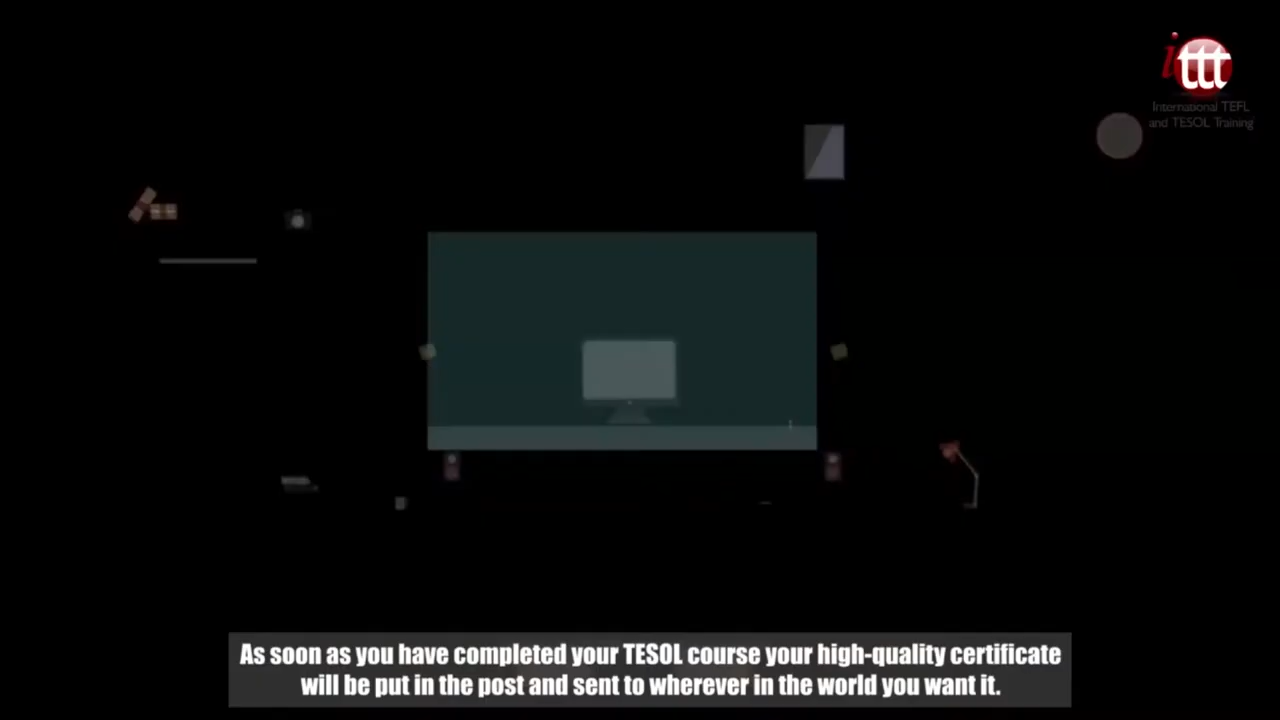 ittt
International TEFL
and TESOL Training
As soon as you have completed your TESOL course your high-quality certificate
will be put in the post and sent to wherever in the world you want it.